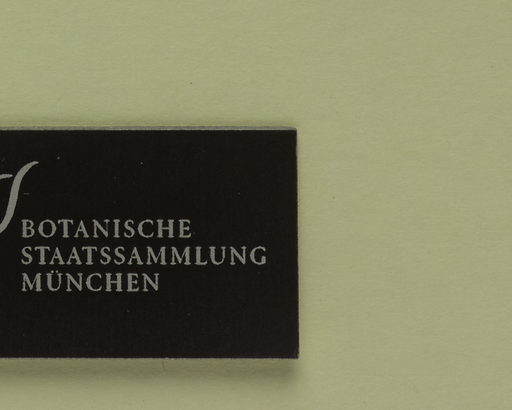 BOTANISCHE
STAATSSAMMLUNG
MÜNCHEN